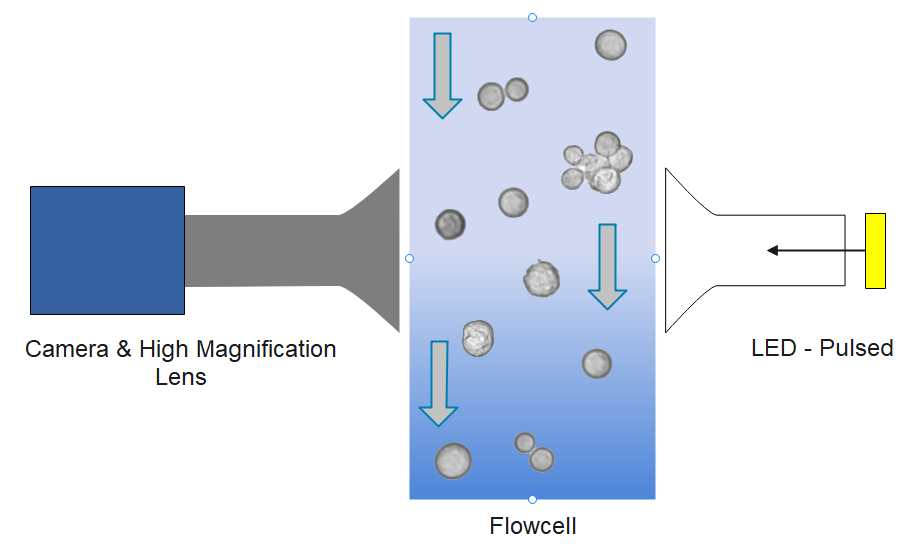 Camera & High Magnification
Lens
LED - Pulsed
Flowcell